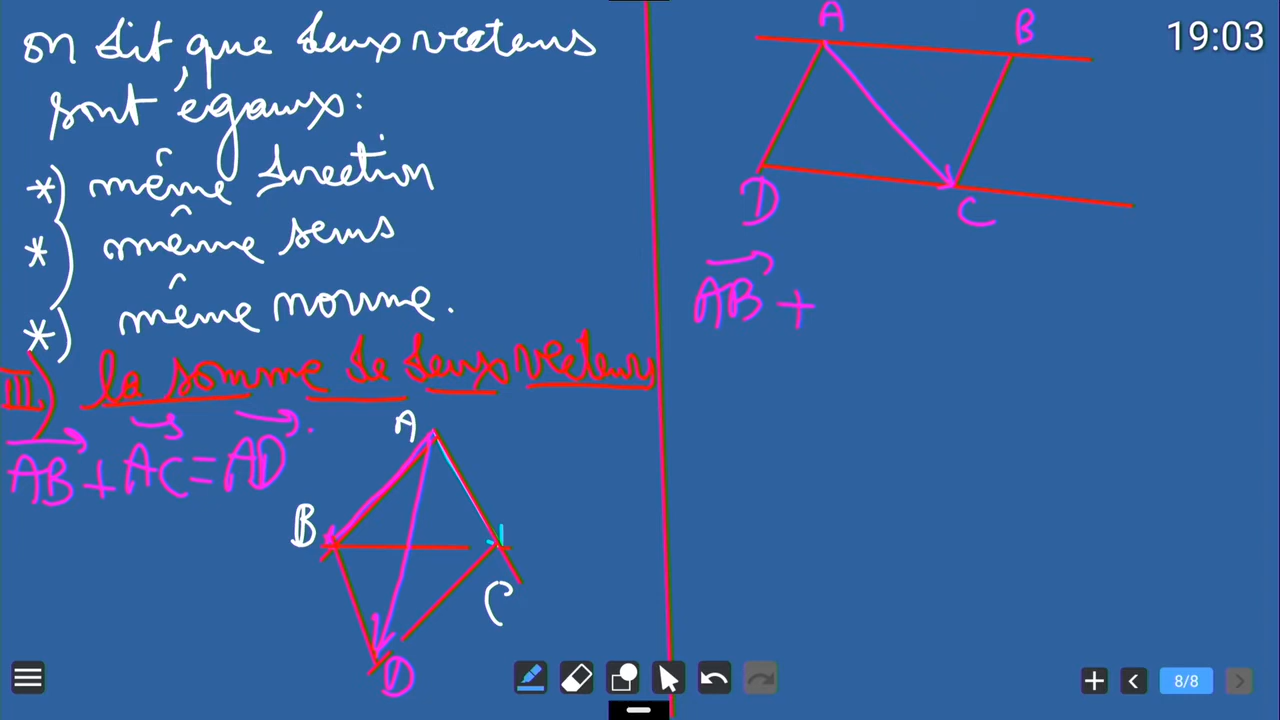 on dit que deux vecteurs
sont égaux:
*) même direction
*) même sens
*) même norme.
III) la somme de deux vecteurs
AB + AC = AD.
A
B
C
D
A
B
19:03
D
C
AB +
8/8